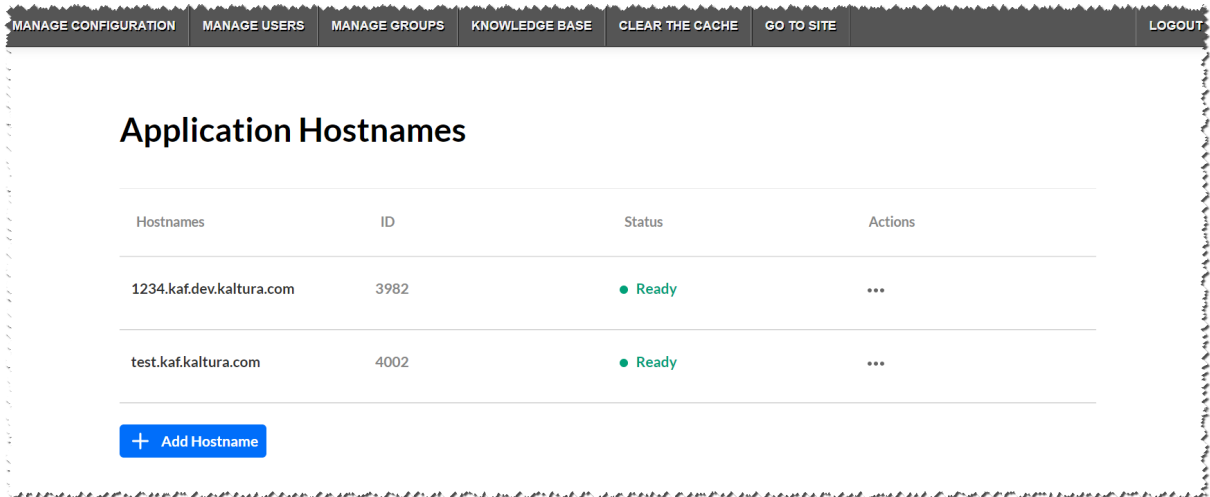 MANAGE CONFIGURATION MANAGE USERS MANAGE GROUPS KNOWLEDGE BASE CLEAR THE CACHE GO TO SITE LOGOUT
Application Hostnames
Hostnames ID Status Actions
1234.kaf.dev.kaltura.com 3982 Ready
test.kaf.kaltura.com 4002 Ready
Add Hostname